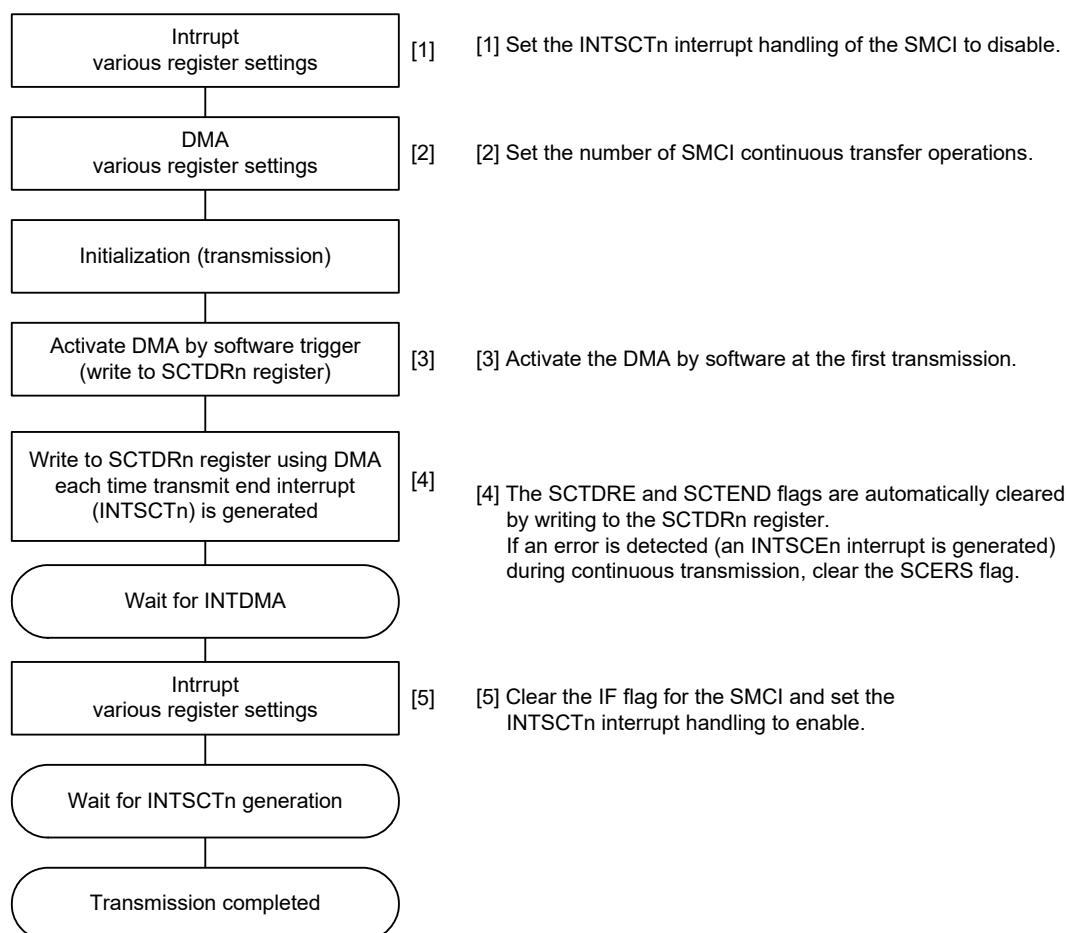 Intrrupt
various register settings
[1]
[1] Set the INTSCTn interrupt handling of the SMCI to disable.
DMA
various register settings
[2]
[2] Set the number of SMCI continuous transfer operations.
Initialization (transmission)
Activate DMA by software trigger
(write to SCTDRn register)
[3]
[3] Activate the DMA by software at the first transmission.
Write to SCTDRn register using DMA
each time transmit end interrupt
(INTSCTn) is generated
[4]
[4] The SCTDRE and SCTEND flags are automatically cleared
by writing to the SCTDRn register.
If an error is detected (an INTSCEn interrupt is generated)
during continuous transmission, clear the SCERS flag.
Wait for INTDMA
Intrrupt
various register settings
[5]
[5] Clear the IF flag for the SMCI and set the
INTSCTn interrupt handling to enable.
Wait for INTSCTn generation
Transmission completed